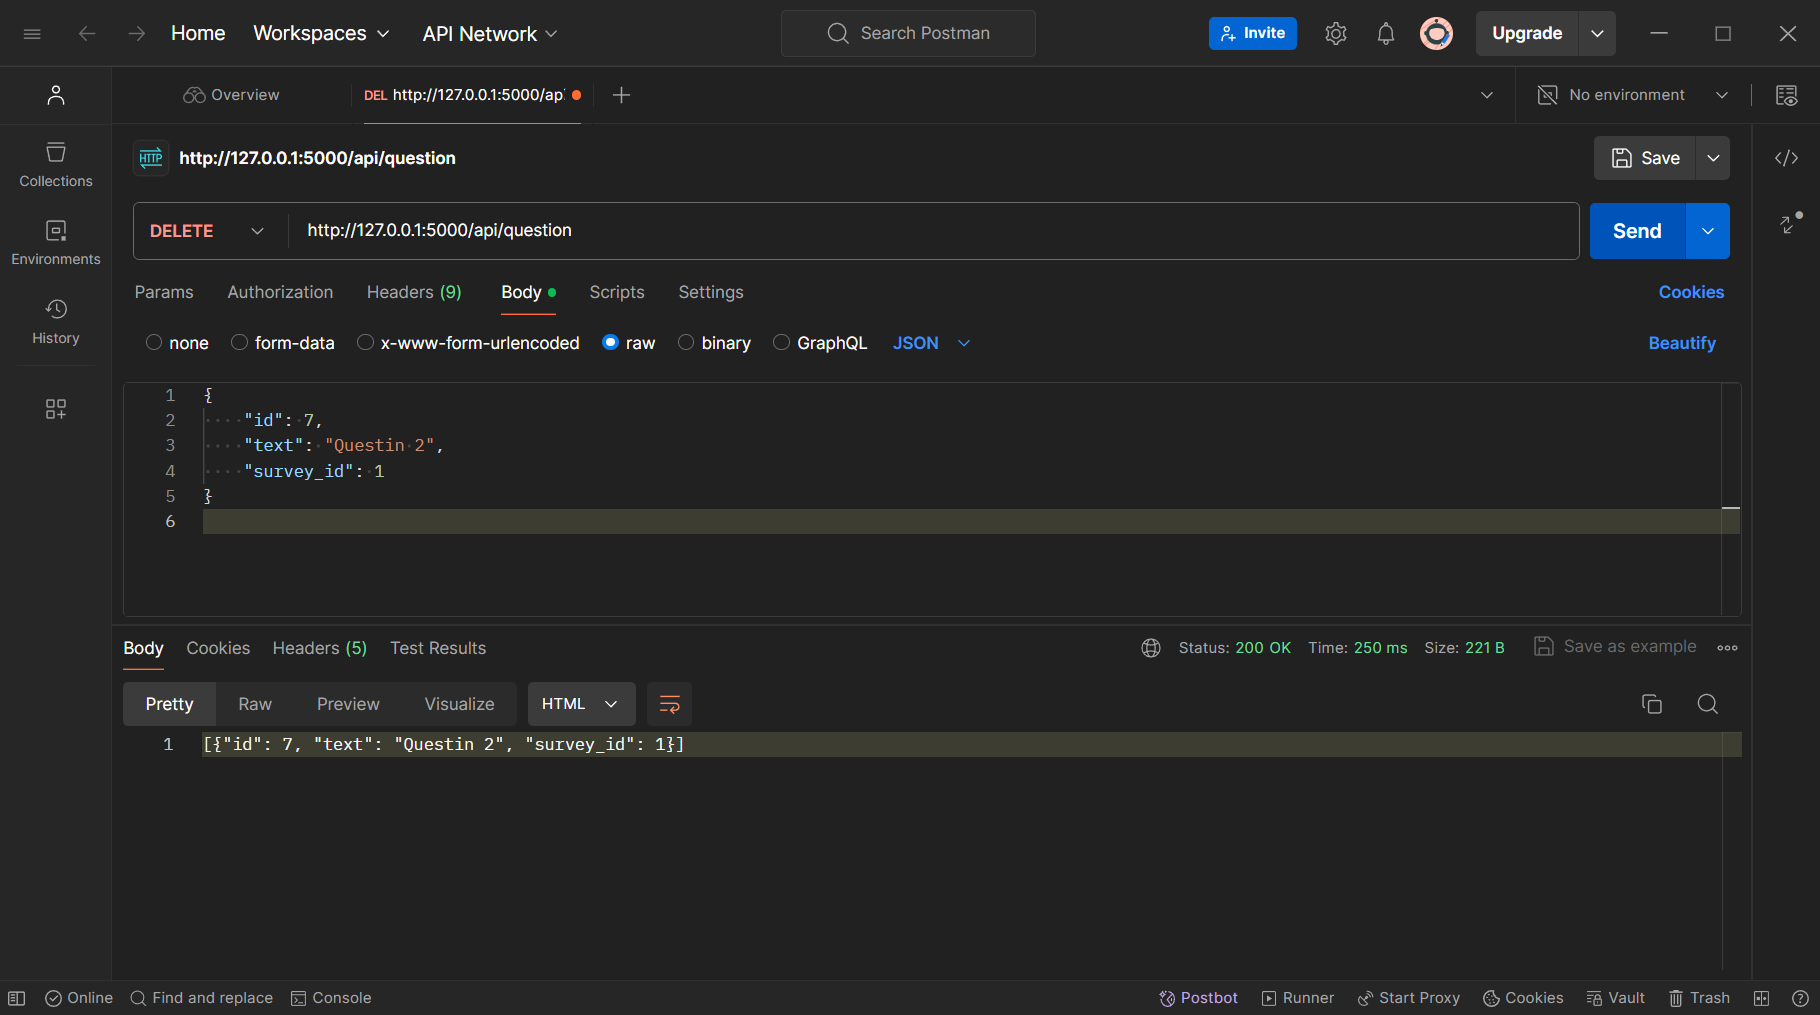 Home Workspaces API Network Search Postman Invite Upgrade
Overview DEL http://127.0.0.1:5000/ap No environment
HTTP http://127.0.0.1:5000/api/question Save
Collections
Environments
History
DELETE http://127.0.0.1:5000/api/question Send
Params Authorization Headers (9) Body Scripts Settings Cookies
none form-data x-www-form-urlencoded raw binary GraphQL JSON Beautify
1 {
2 "id": 7,
3 "text": "Questin 2",
4 "survey_id": 1
5 }
6
Body Cookies Headers (5) Test Results Status: 200 OK Time: 250 ms Size: 221 B Save as example
Pretty Raw Preview Visualize HTML
1 [{"id": 7, "text": "Questin 2", "survey_id": 1}]
Online Find and replace Console Postbot Runner Start Proxy Cookies Vault Trash